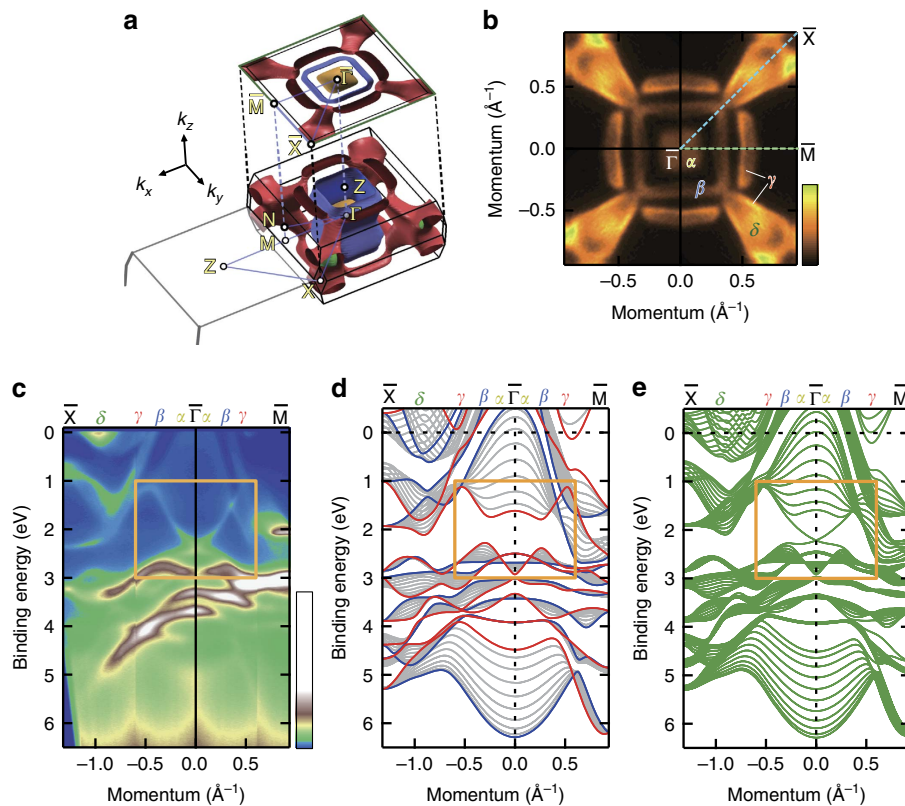 a
Γ̅
M̅
X̅
k_z
k_x
k_y
Z
N
Γ
M
Z
X
b
X̅
Momentum (Å⁻¹)
0.5
0.0
−0.5
Γ̅
α
M̅
β
γ
δ
−0.5
0.0
0.5
Momentum (Å⁻¹)
c
X̅ δ γ β α Γ̅ α β γ M̅
Binding energy (eV)
0
1
2
3
4
5
6
−1.0 −0.5 0.0 0.5
Momentum (Å⁻¹)
d
X̅ δ γ β α Γ̅ α β γ M̅
Binding energy (eV)
0
1
2
3
4
5
6
−1.0 −0.5 0.0 0.5
Momentum (Å⁻¹)
e
X̅ δ γ β α Γ̅ α β γ M̅
Binding energy (eV)
0
1
2
3
4
5
6
−1.0 −0.5 0.0 0.5
Momentum (Å⁻¹)